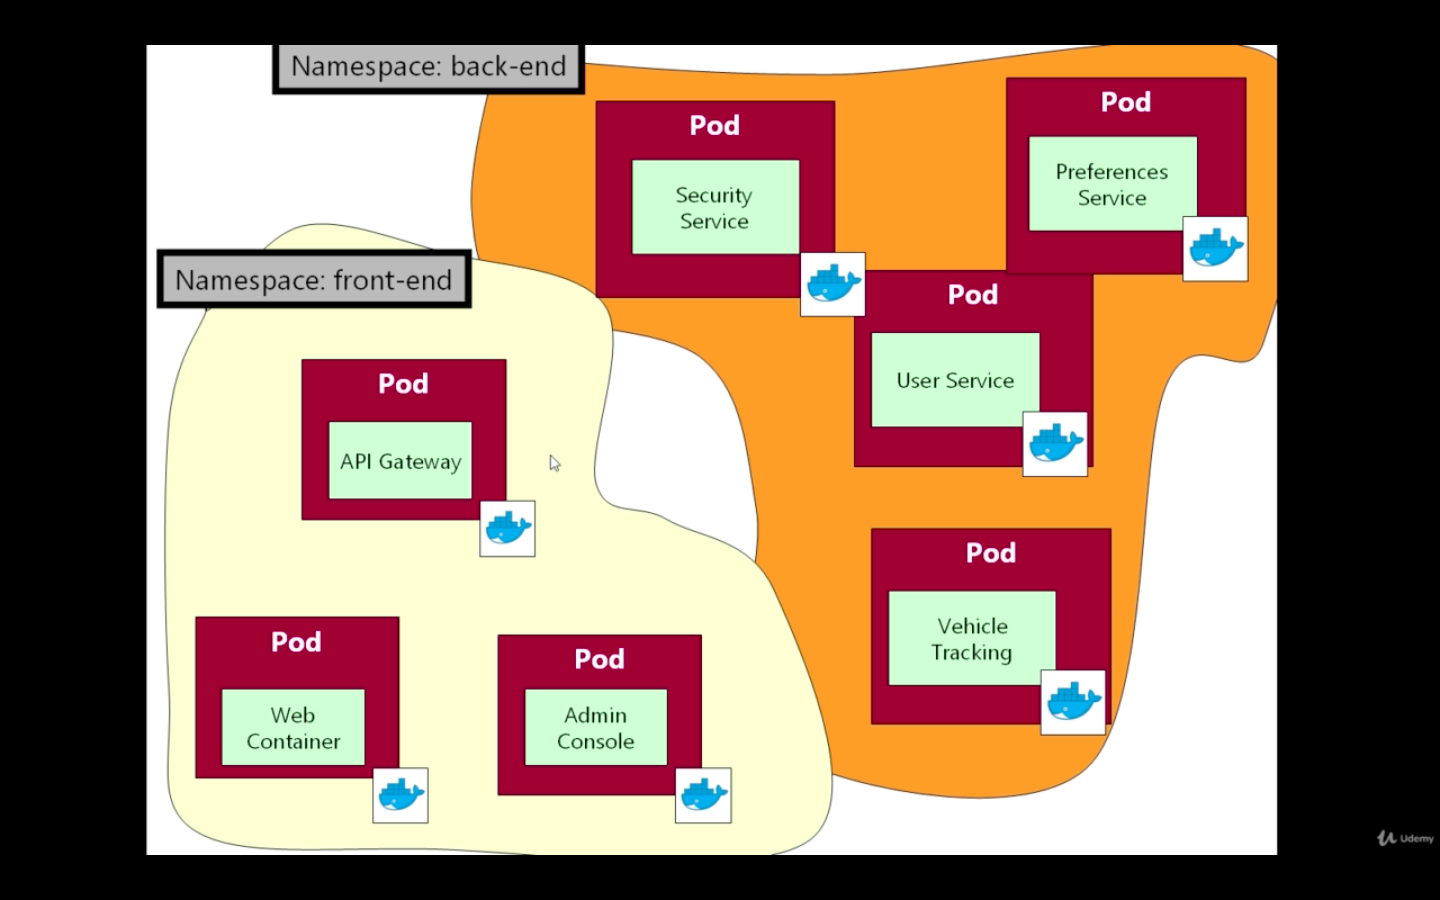 Namespace: back-end
Pod
Security
Service
Pod
Preferences
Service
Namespace: front-end
Pod
User Service
Pod
API Gateway
Pod
Vehicle
Tracking
Pod
Web
Container
Pod
Admin
Console
Udemy